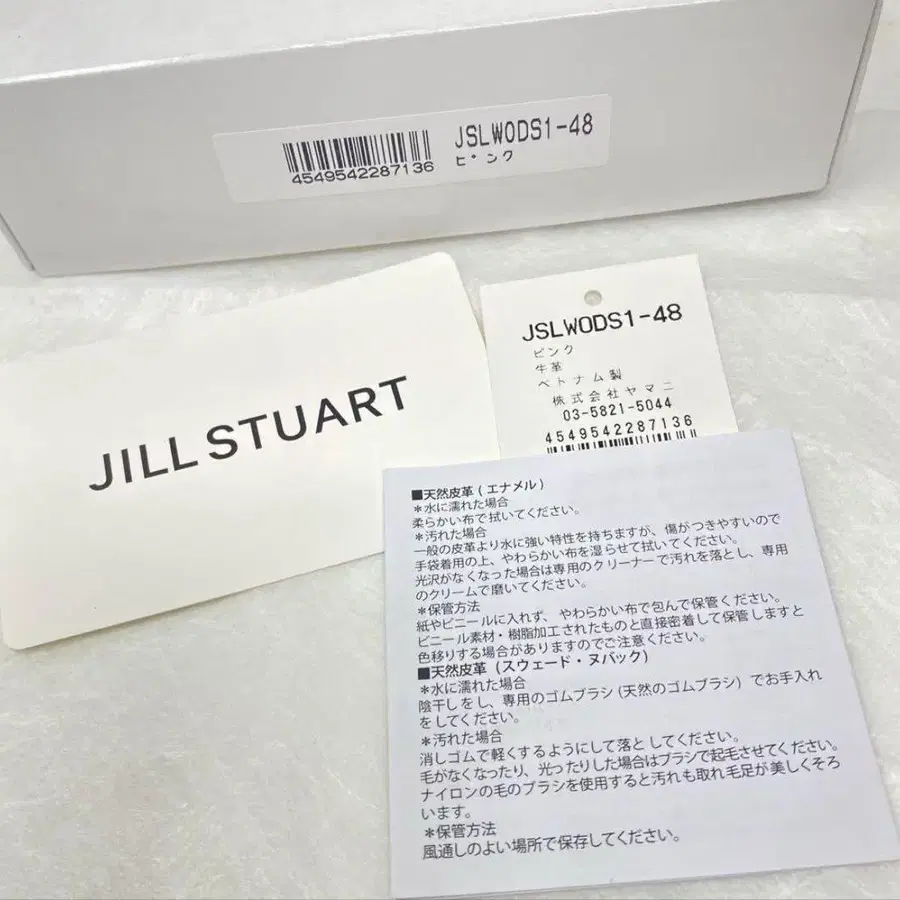 JSLWODS1-48
ピンク
4549542287136
JILL STUART
JSLWODS1-48
ピンク
牛革
ベトナム製
株式会社ヤマニ
03-5821-5044
4549542287136
■天然皮革(エナメル)
*水に濡れた場合
柔らかい布で拭いてください。
*汚れた場合
一般の皮革より水に強い特性を持ちますが、傷がつきやすいので
手袋着用の上、やわらかい布を湿らせて拭いてください。
光沢がなくなった場合は専用のクリーナーで汚れを落とし、専用
のクリームで磨いてください。
*保管方法
紙やビニールに入れず、やわらかい布で包んで保管ください。
ビニール素材・樹脂加工されたものと直接密着して保管しますと
色移りする場合がありますのでご注意ください。
■天然皮革(スウェード・ヌバック)
*水に濡れた場合
陰干しをし、専用のゴムブラシ(天然のゴムブラシ)でお手入れ
をしてください。
*汚れた場合
消しゴムで軽くするようにして落としてください。
毛がなくなったり、光ったりした場合はブラシで起毛させてください。
ナイロンの毛のブラシを使用すると汚れも取れ毛足が美しくそろ
います。
*保管方法
風通しのよい場所で保存してください。